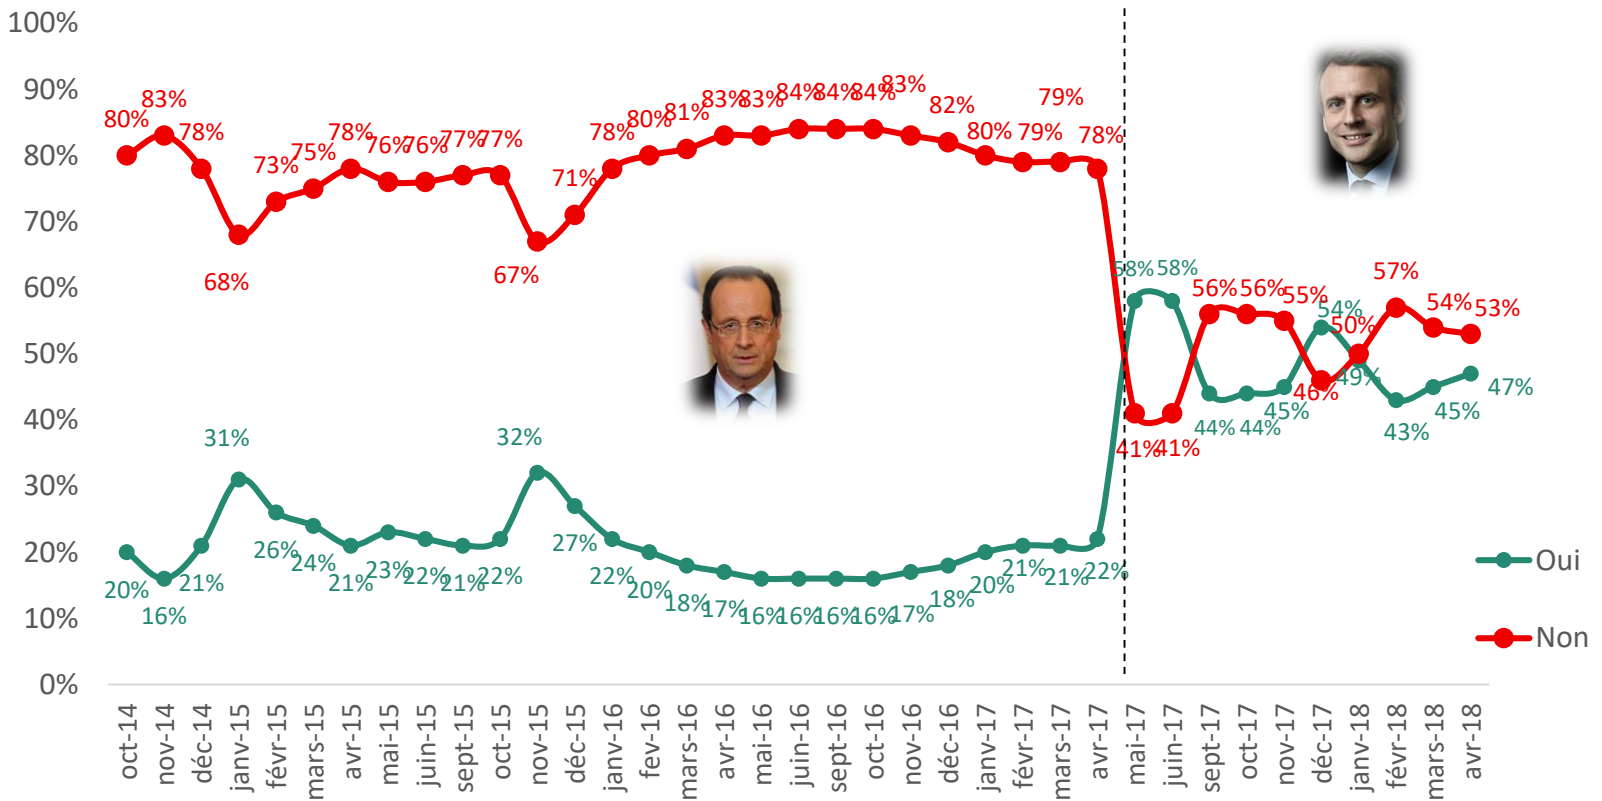 100%
90%
80%
70%
60%
50%
40%
30%
20%
10%
0%
80%
83%
78%
68%
73%
75%
78%
76%
76%
77%
77%
67%
71%
78%
80%
81%
83%
83%
84%
84%
84%
83%
82%
80%
79%
79%
78%
41%
41%
56%
56%
55%
46%
50%
57%
54%
53%
20%
16%
21%
31%
26%
24%
21%
23%
22%
21%
22%
32%
27%
22%
20%
18%
17%
16%
16%
16%
16%
17%
18%
20%
21%
21%
22%
58%
58%
44%
44%
45%
54%
49%
43%
45%
47%
Oui
Non
oct-14
nov-14
déc-14
janv-15
févr-15
mars-15
avr-15
mai-15
juin-15
sept-15
oct-15
nov-15
déc-15
janv-16
fev-16
mars-16
avr-16
mai-16
juin-16
sept-16
oct-16
nov-16
déc-16
janv-17
févr-17
mars-17
avr-17
mai-17
juin-17
sept-17
oct-17
nov-17
déc-17
janv-18
févr-18
mars-18
avr-18